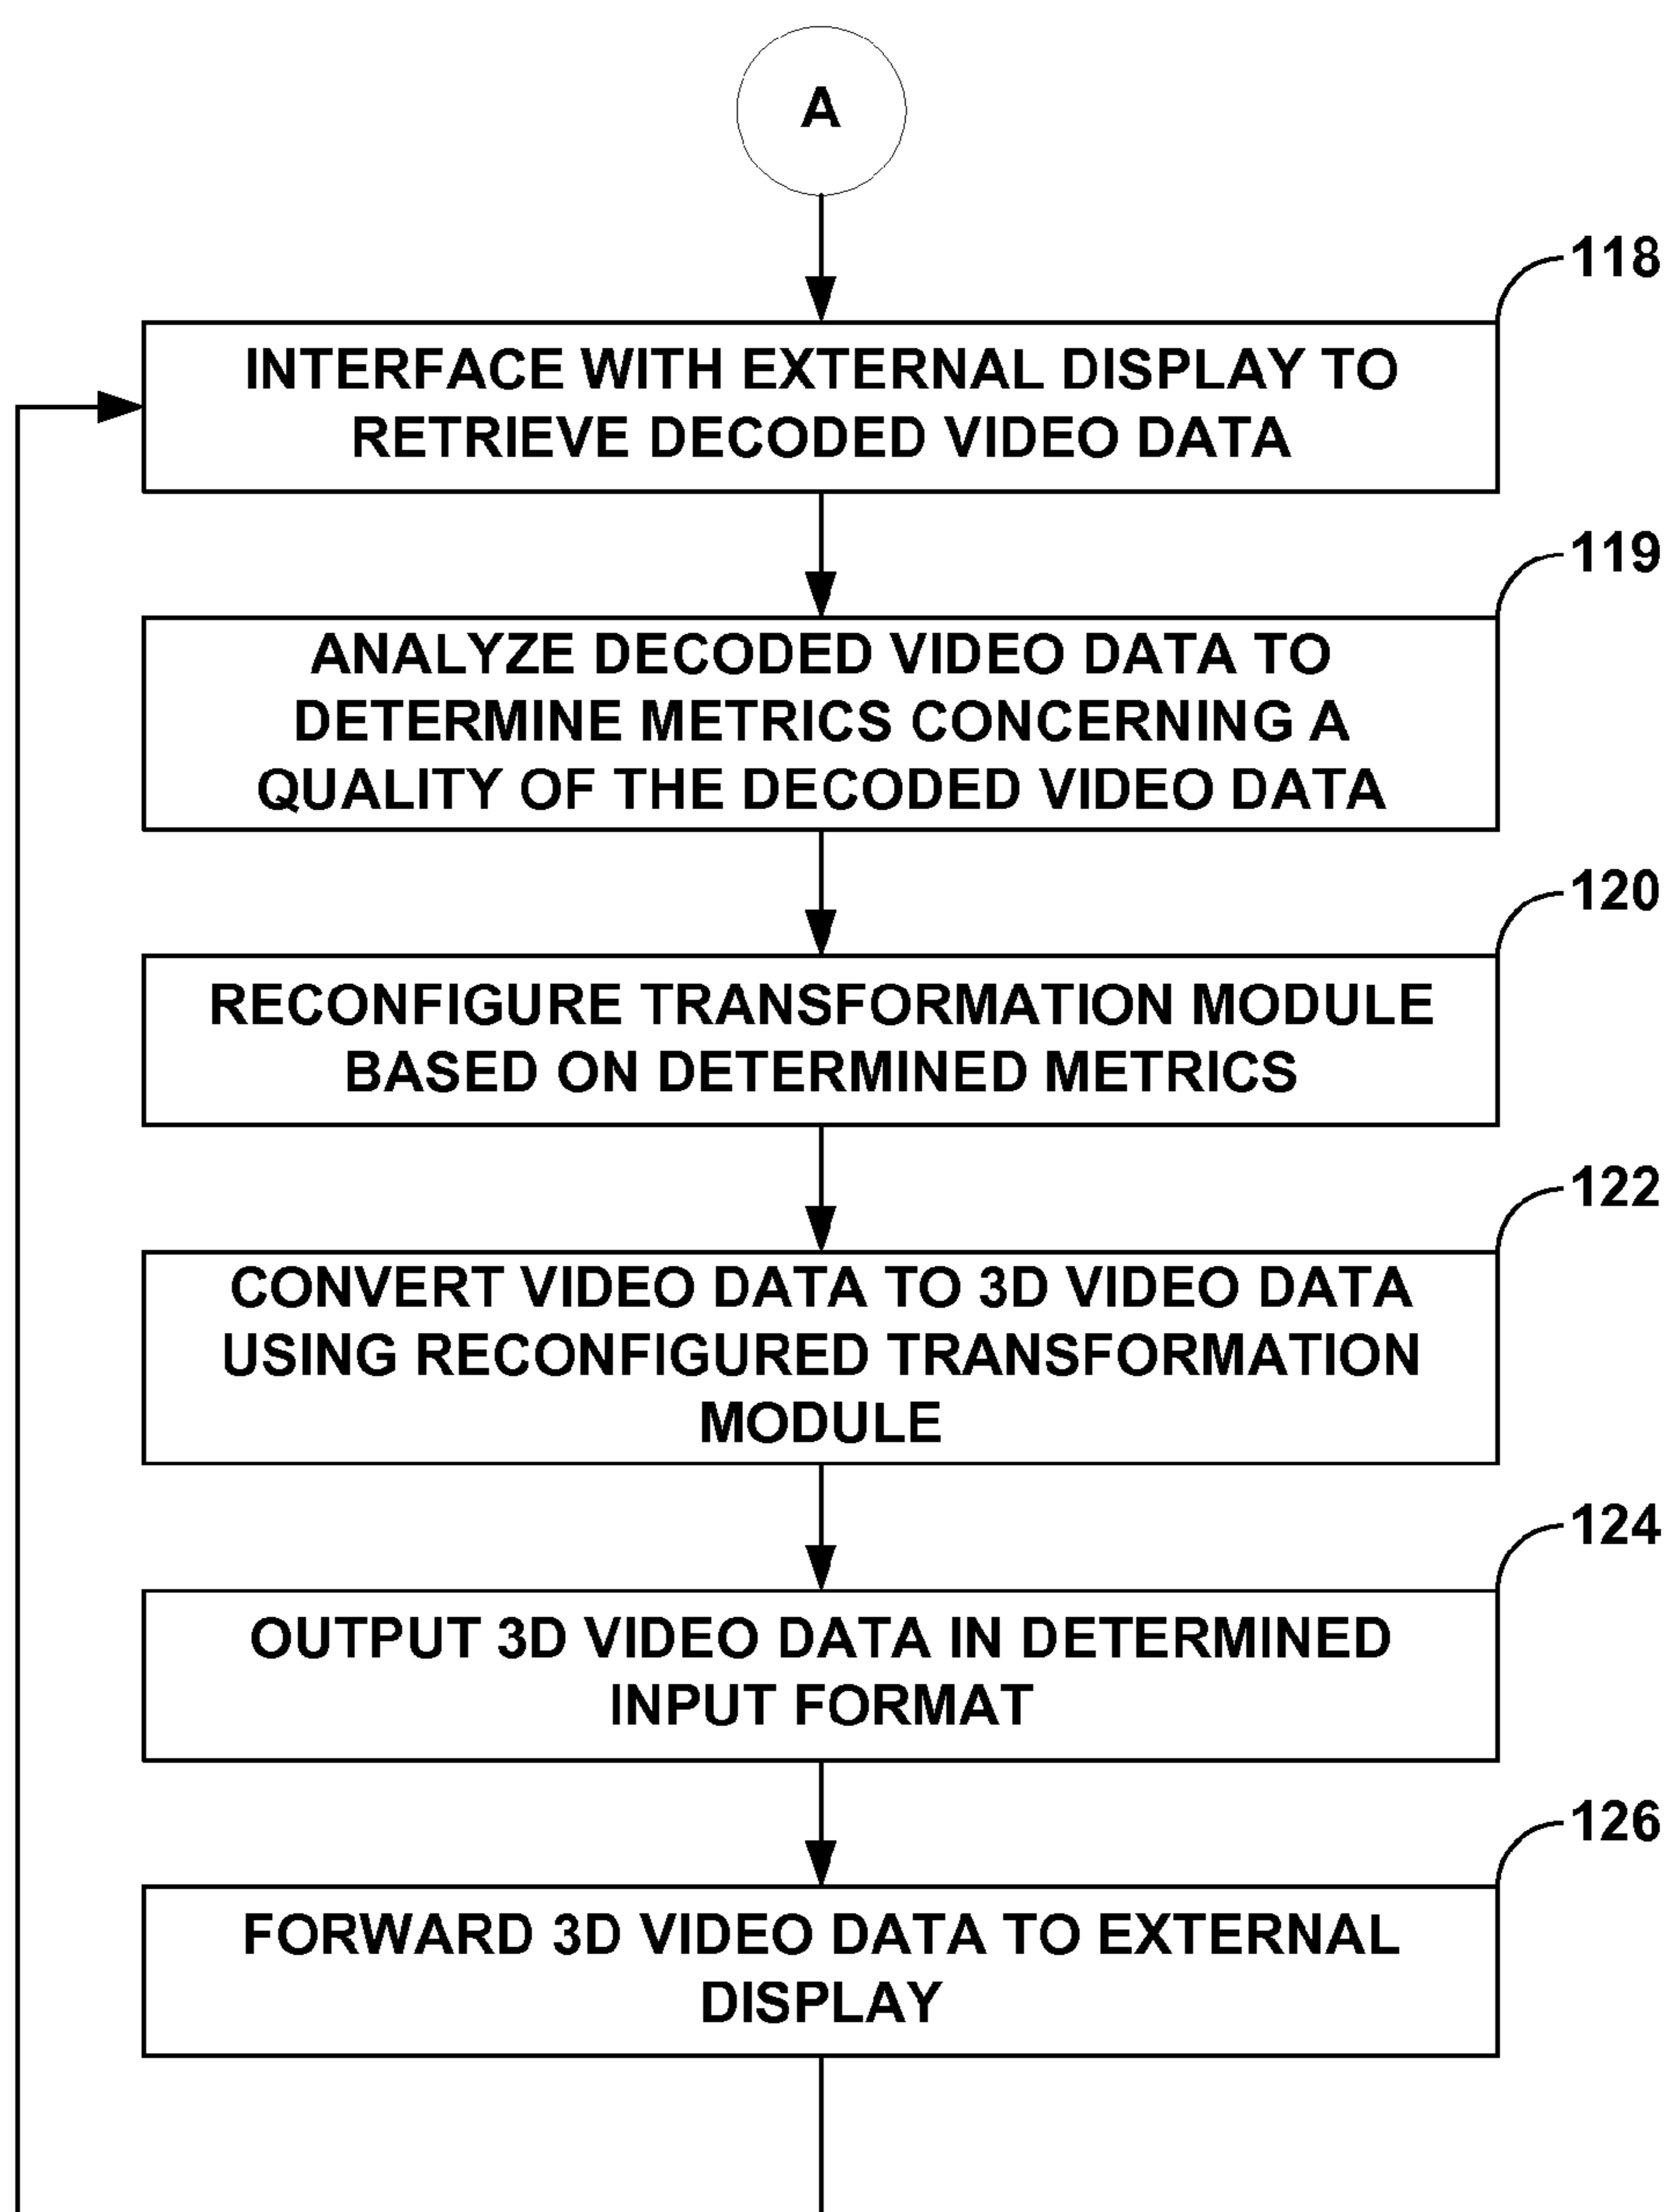 A
118
INTERFACE WITH EXTERNAL DISPLAY TO
RETRIEVE DECODED VIDEO DATA
119
ANALYZE DECODED VIDEO DATA TO
DETERMINE METRICS CONCERNING A
QUALITY OF THE DECODED VIDEO DATA
120
RECONFIGURE TRANSFORMATION MODULE
BASED ON DETERMINED METRICS
122
CONVERT VIDEO DATA TO 3D VIDEO DATA
USING RECONFIGURED TRANSFORMATION
MODULE
124
OUTPUT 3D VIDEO DATA IN DETERMINED
INPUT FORMAT
126
FORWARD 3D VIDEO DATA TO EXTERNAL
DISPLAY